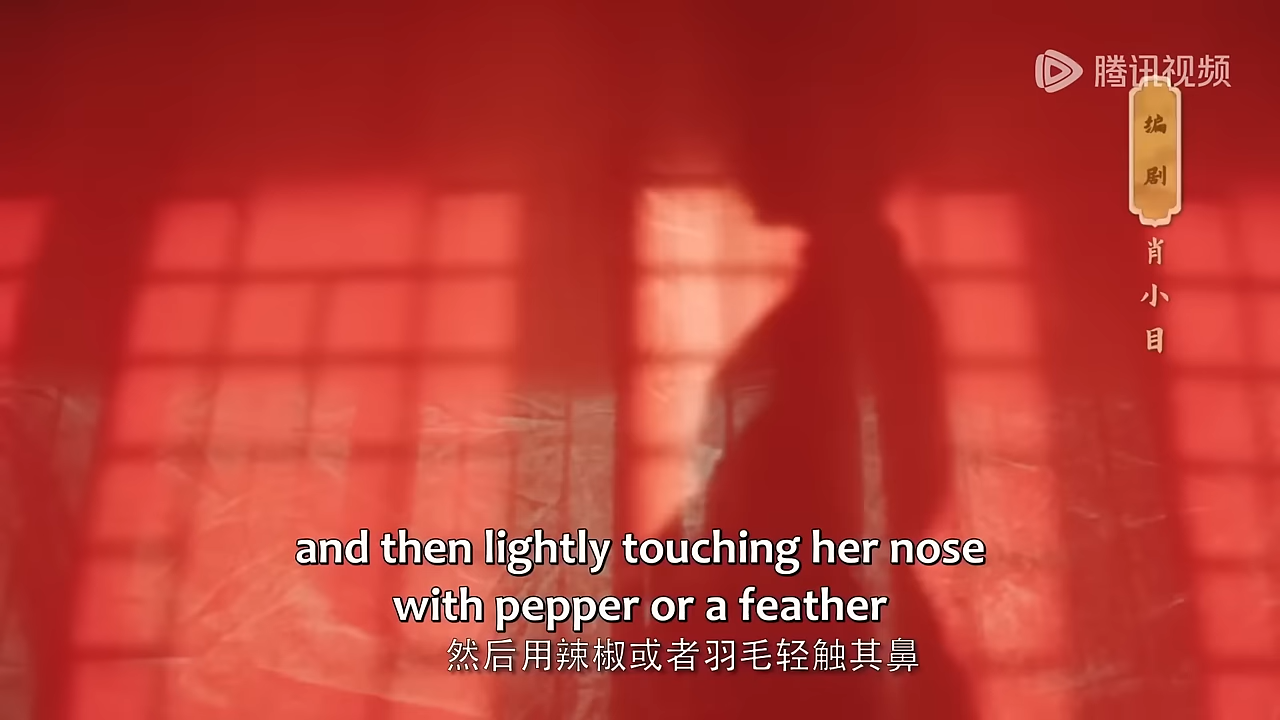 腾讯视频
编剧
肖小目
and then lightly touching her nose
with pepper or a feather
然后用辣椒或者羽毛轻触其鼻